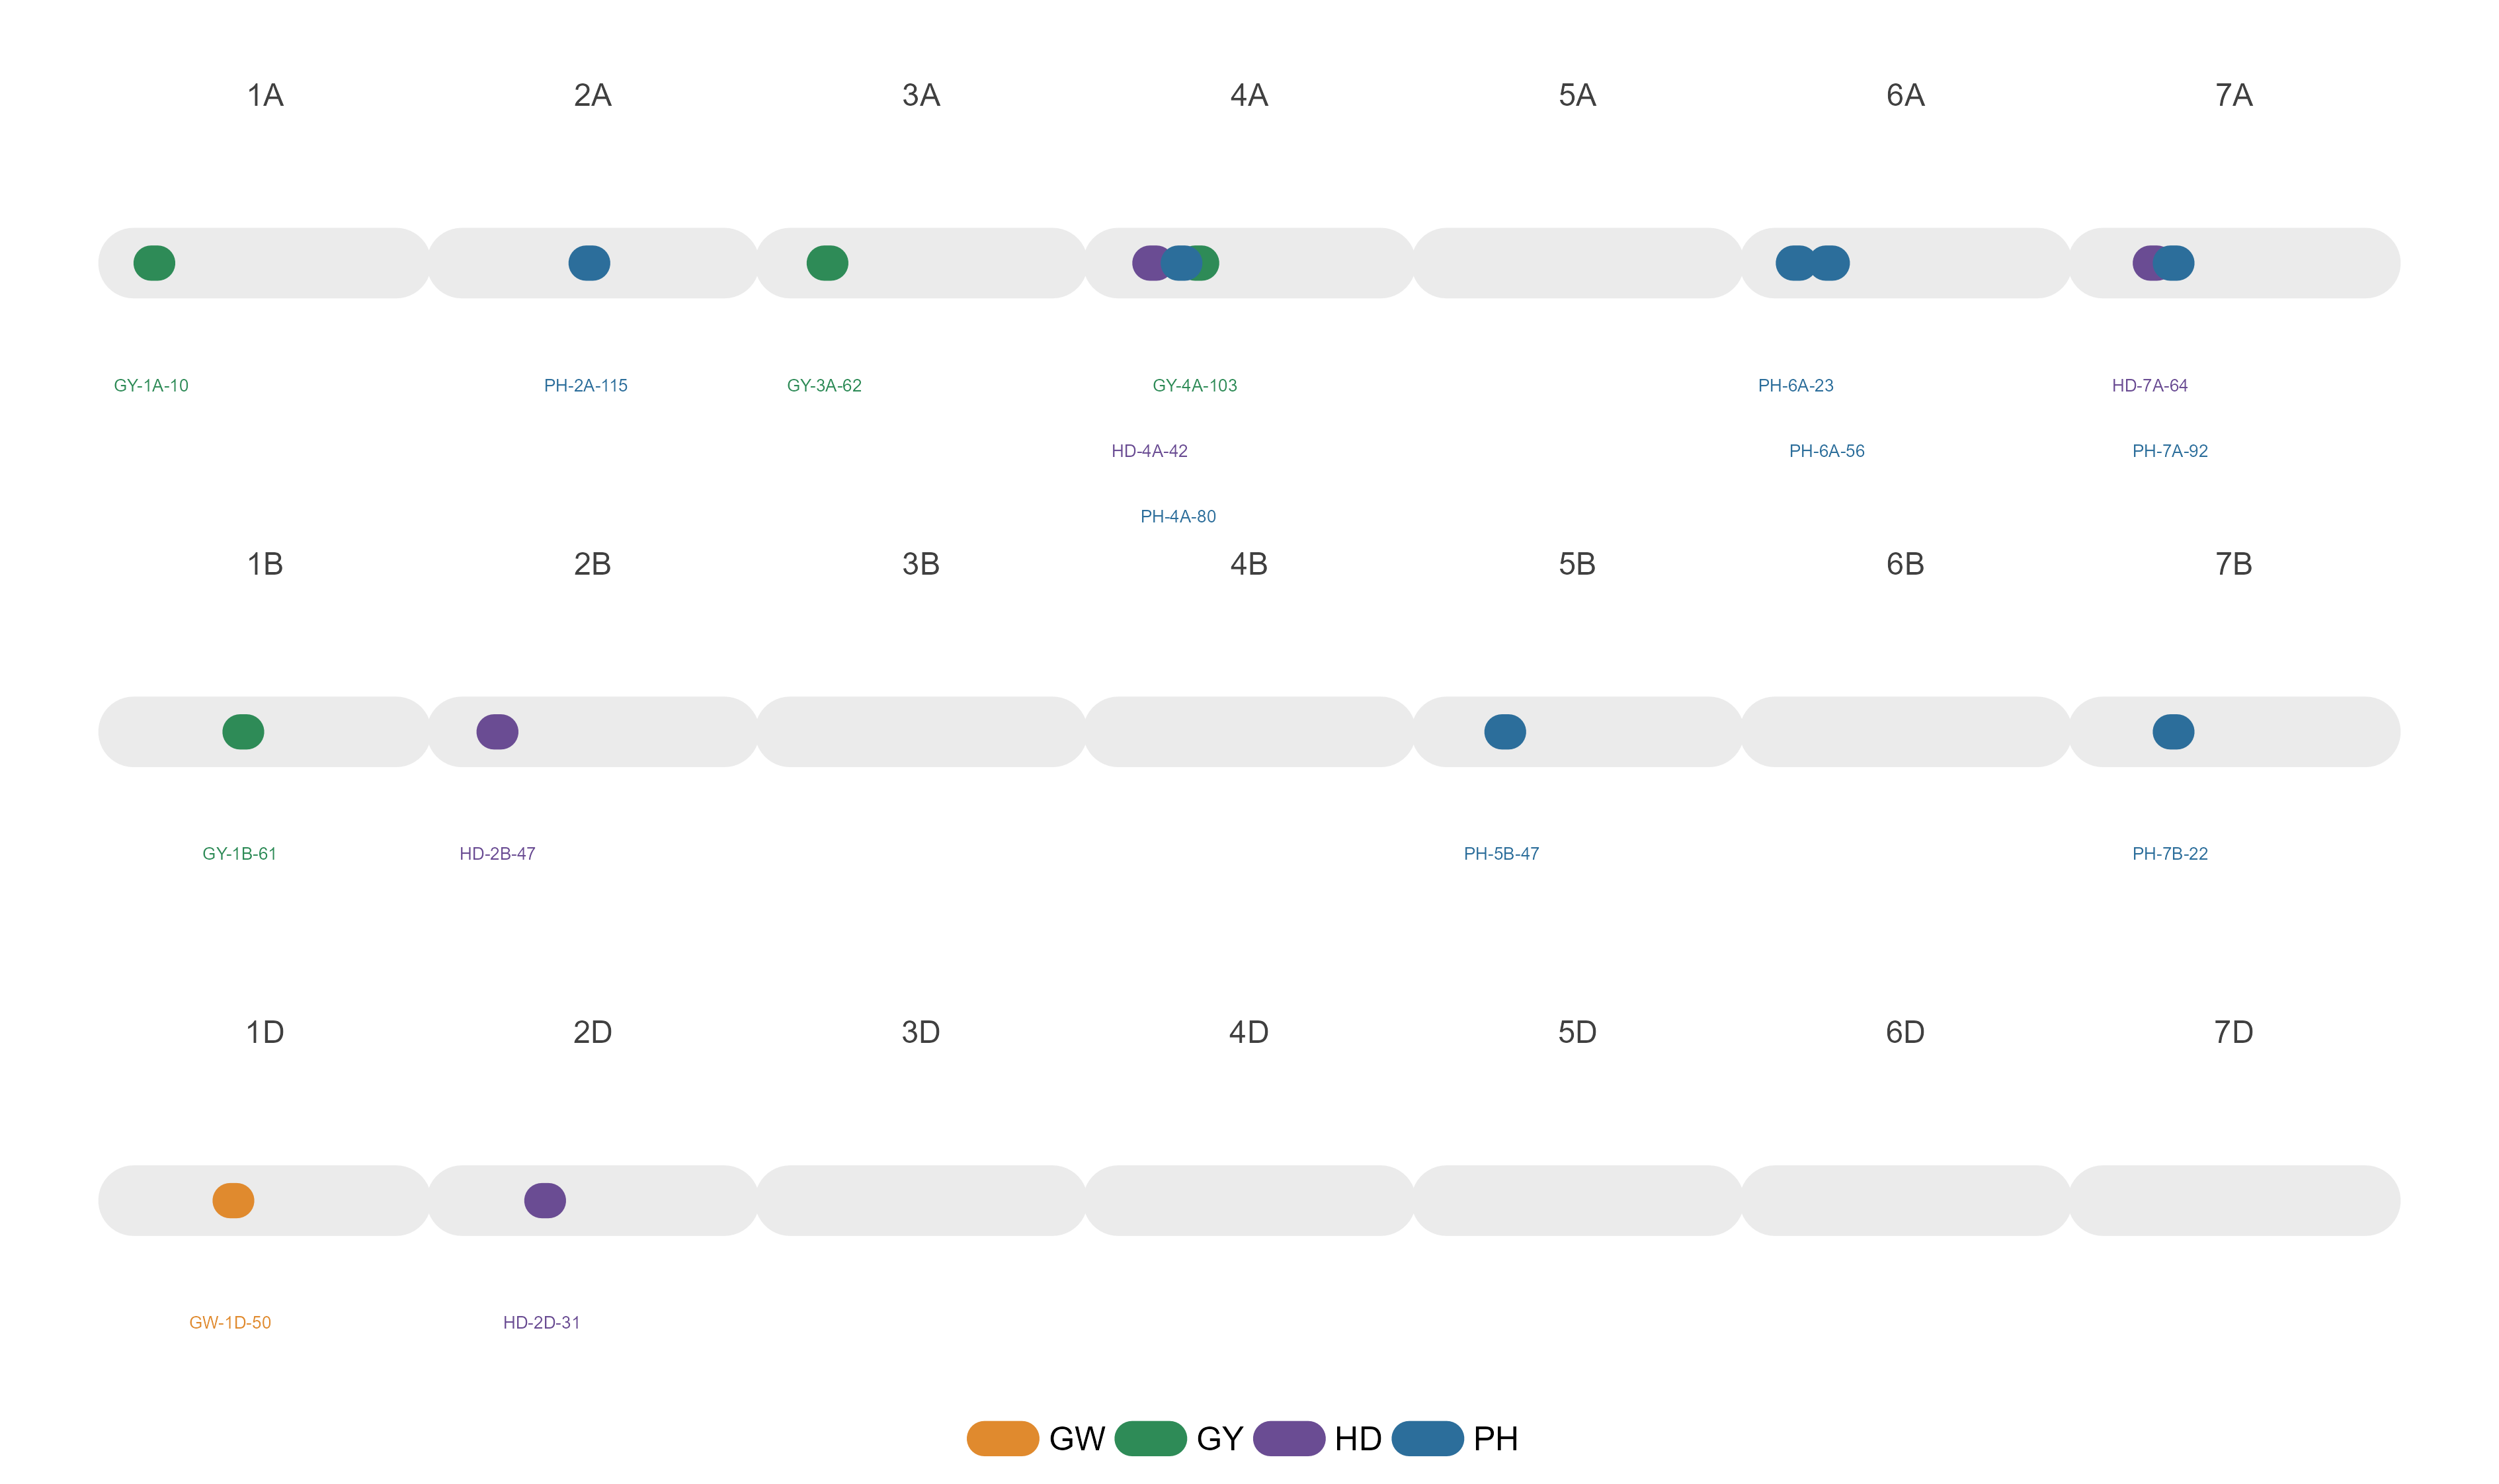 1A 2A 3A 4A 5A 6A 7A
GY-1A-10 PH-2A-115 GY-3A-62 GY-4A-103 PH-6A-23 HD-7A-64
HD-4A-42 PH-6A-56 PH-7A-92
PH-4A-80
1B 2B 3B 4B 5B 6B 7B
GY-1B-61 HD-2B-47 PH-5B-47 PH-7B-22
1D 2D 3D 4D 5D 6D 7D
GW-1D-50 HD-2D-31
GW GY HD PH